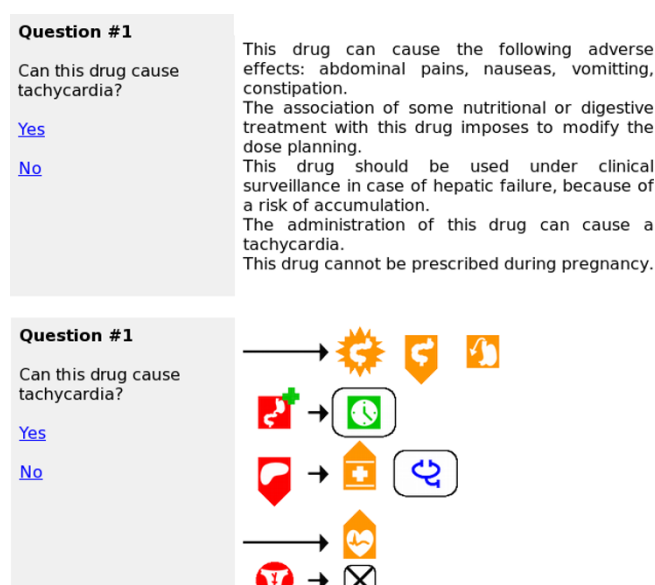 Question #1
Can this drug cause
tachycardia?
Yes
No
This drug can cause the following adverse
effects: abdominal pains, nauseas, vomitting,
constipation.
The association of some nutritional or digestive
treatment with this drug imposes to modify the
dose planning.
This drug should be used under clinical
surveillance in case of hepatic failure, because of
a risk of accumulation.
The administration of this drug can cause a
tachycardia.
This drug cannot be prescribed during pregnancy.
Question #1
Can this drug cause
tachycardia?
Yes
No